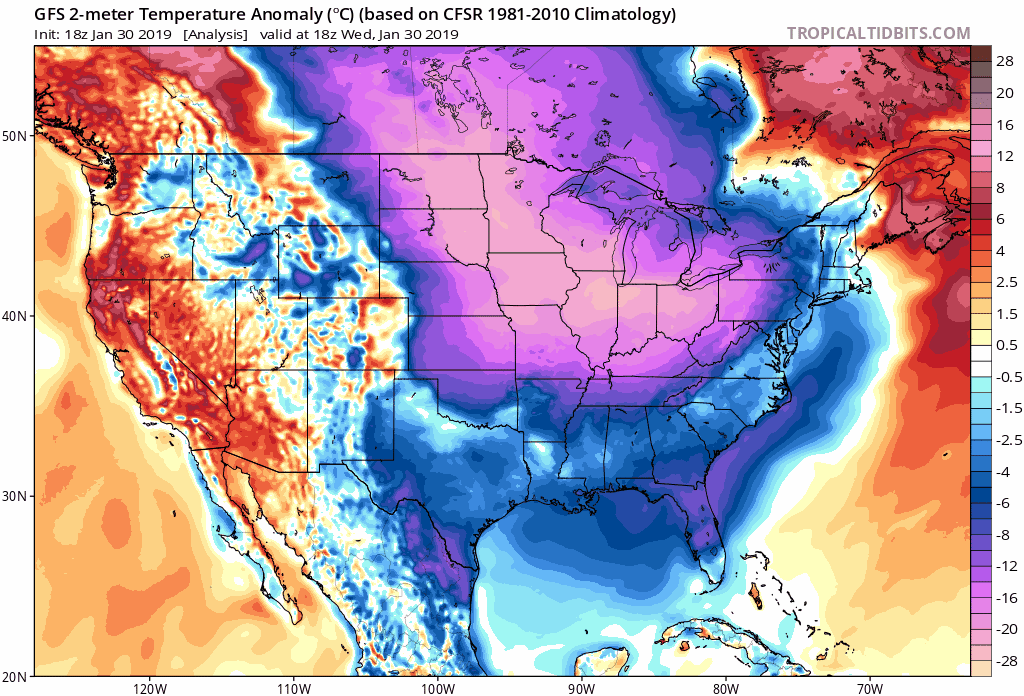 GFS 2-meter Temperature Anomaly (°C) (based on CFSR 1981-2010 Climatology)
Init: 18z Jan 30 2019 [Analysis] valid at 18z Wed, Jan 30 2019
TROPICALTIDBITS.COM
28
20
16
12
8
6
4
2.5
1.5
0.5
-0.5
-1.5
-2.5
-4
-6
-8
-12
-16
-20
-28
50N
40N
30N
20N
120W
110W
100W
90W
80W
70W